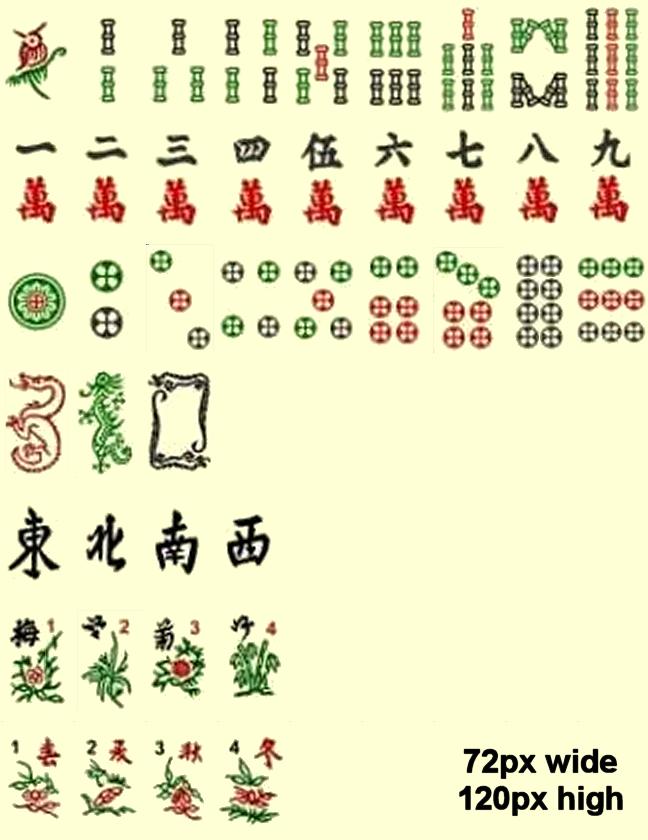 一 二 三 四 伍 六 七 八 九
萬 萬 萬 萬 萬 萬 萬 萬 萬
東 北 南 西
梅 1 2 菊 3 竹 4
1 春 2 夏 3 秋 4 冬
72px wide
120px high